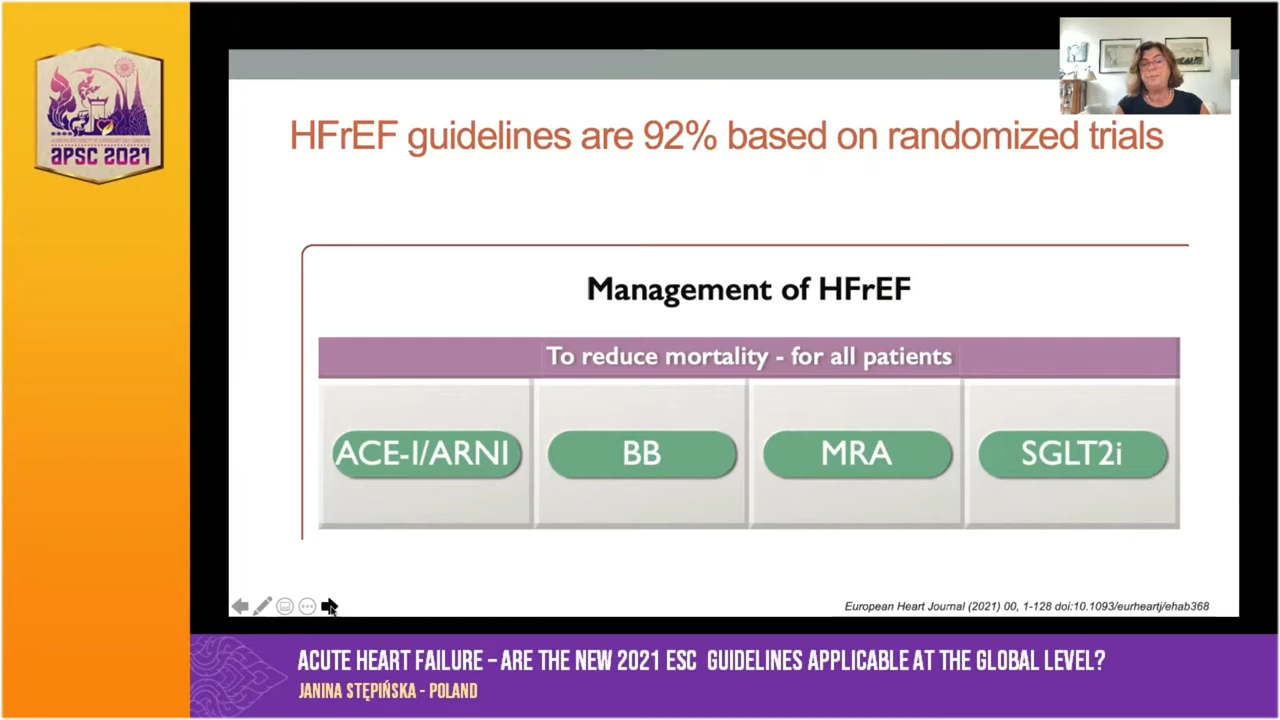 APSC 2021
HFrEF guidelines are 92% based on randomized trials
Management of HFrEF
To reduce mortality - for all patients
ACE-I/ARNI
BB
MRA
SGLT2i
European Heart Journal (2021) 00, 1-128 doi:10.1093/eurheartj/ehab368
ACUTE HEART FAILURE – ARE THE NEW 2021 ESC GUIDELINES APPLICABLE AT THE GLOBAL LEVEL?
JANINA STĘPIŃSKA - POLAND